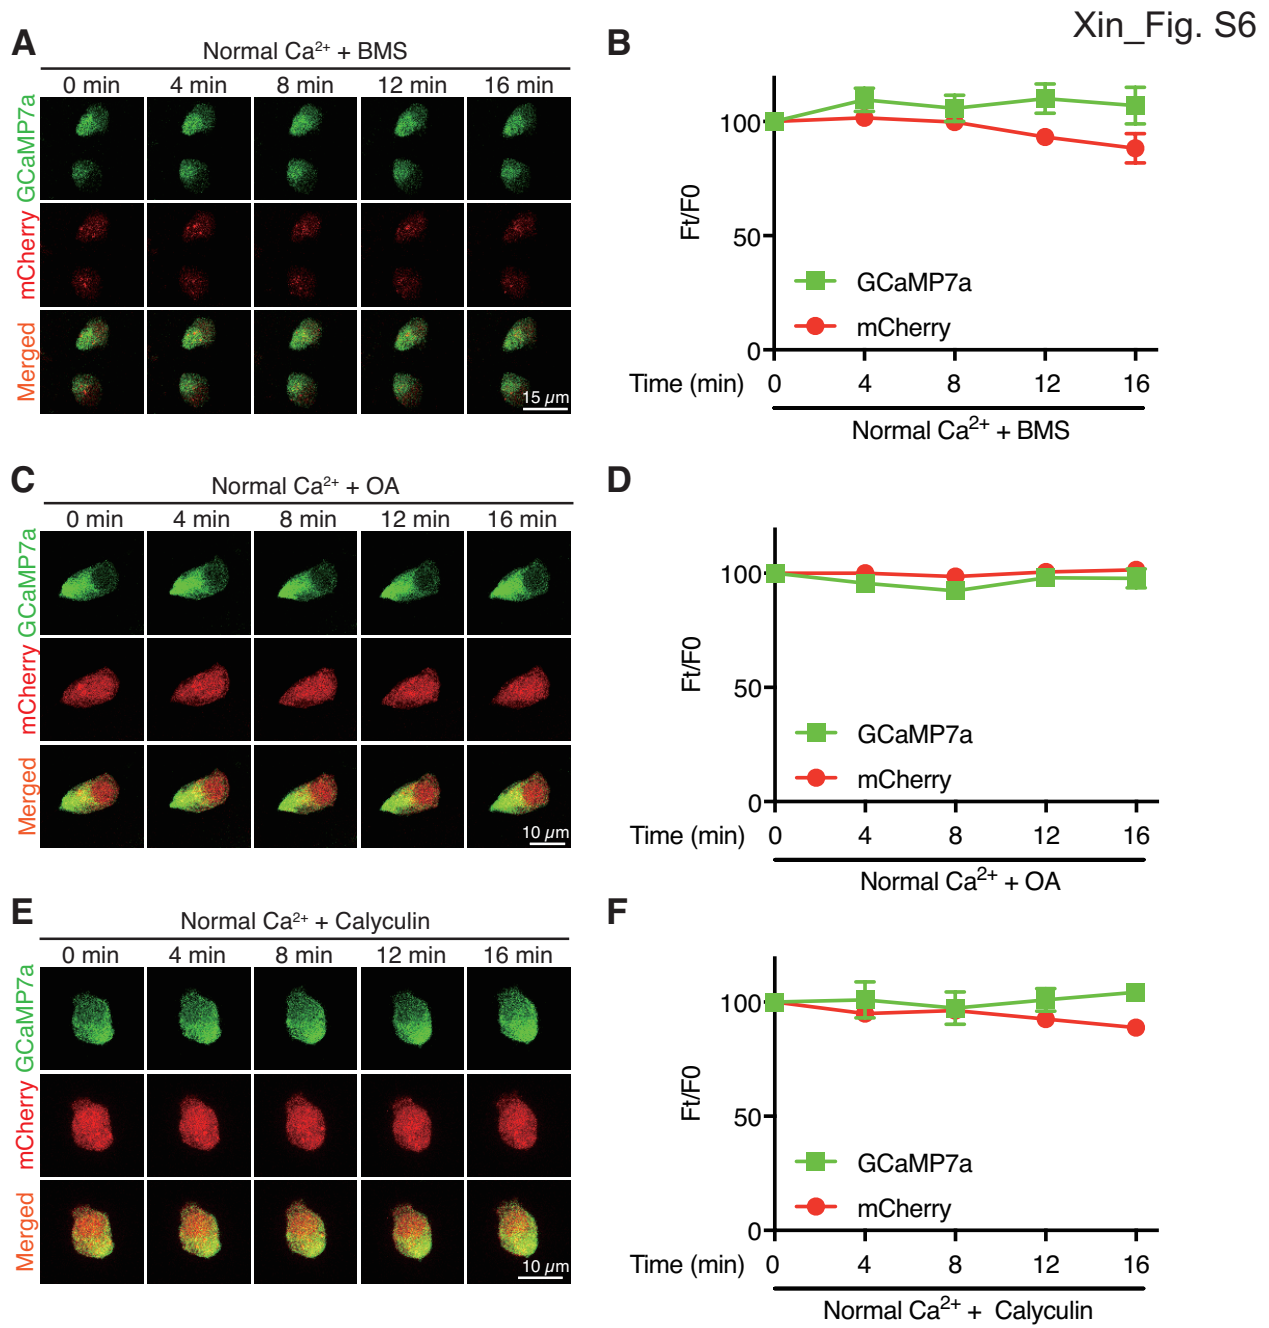 Xin_Fig. S6
A
Normal Ca²⁺ + BMS
0 min 4 min 8 min 12 min 16 min
GCaMP7a
mCherry
Merged
15 µm
B
Ft/F0
100
50
0
GCaMP7a
mCherry
Time (min) 0 4 8 12 16
Normal Ca²⁺ + BMS
C
Normal Ca²⁺ + OA
0 min 4 min 8 min 12 min 16 min
GCaMP7a
mCherry
Merged
10 µm
D
Ft/F0
100
50
0
GCaMP7a
mCherry
Time (min) 0 4 8 12 16
Normal Ca²⁺ + OA
E
Normal Ca²⁺ + Calyculin
0 min 4 min 8 min 12 min 16 min
GCaMP7a
mCherry
Merged
10 µm
F
Ft/F0
100
50
0
GCaMP7a
mCherry
Time (min) 0 4 8 12 16
Normal Ca²⁺ + Calyculin